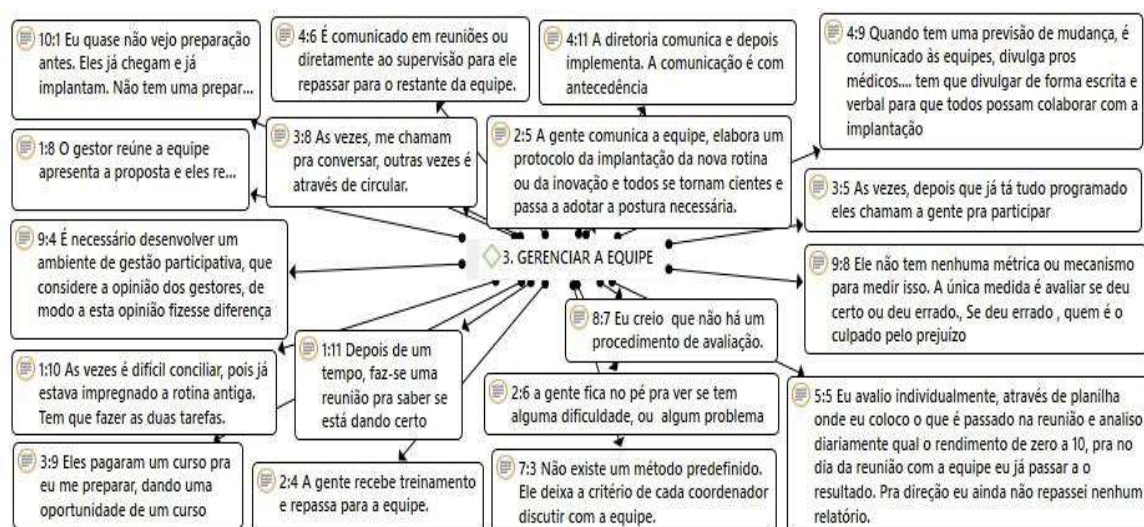 10:1 Eu quase não vejo preparação
antes. Eles já chegam e já
implantam. Não tem uma prepar...
4:6 É comunicado em reuniões ou
diretamente ao supervisão para ele
repassar para o restante da equipe.
4:11 A diretoria comunica e depois
implementa. A comunicação é com
antecedência
4:9 Quando tem uma previsão de mudança, é
comunicado às equipes, divulga pros
médicos.... tem que divulgar de forma escrita e
verbal para que todos possam colaborar com a
implantação
1:8 O gestor reúne a equipe
apresenta a proposta e eles re...
3:8 As vezes, me chamam
pra conversar, outras vezes é
através de circular.
2:5 A gente comunica a equipe, elabora um
protocolo da implantação da nova rotina
ou da inovação e todos se tornam cientes e
passa a adotar a postura necessária.
3:5 As vezes, depois que já tá tudo programado
eles chamam a gente pra participar
9:4 É necessário desenvolver um
ambiente de gestão participativa, que
considere a opinião dos gestores, de
modo a esta opinião fizesse diferença
3. GERENCIAR A EQUIPE
9:8 Ele não tem nenhuma métrica ou mecanismo
para medir isso. A única medida é avaliar se deu
certo ou deu errado., Se deu errado , quem é o
culpado pelo prejuízo
8:7 Eu creio que não há um
procedimento de avaliação.
1:10 As vezes é difícil conciliar, pois já
estava impregnado a rotina antiga.
Tem que fazer as duas tarefas.
1:11 Depois de um
tempo, faz-se uma
reunião pra saber se
está dando certo
2:6 a gente fica no pé pra ver se tem
alguma dificuldade, ou algum problema
5:5 Eu avalio individualmente, através de planilha
onde eu coloco o que é passado na reunião e analiso
diariamente qual o rendimento de zero a 10, pra no
dia da reunião com a equipe eu já passar a o
resultado. Pra direção eu ainda não repassei nenhum
relatório.
3:9 Eles pagaram um curso pra
eu me preparar, dando uma
oportunidade de um curso
2:4 A gente recebe treinamento
e repassa para a equipe.
7:3 Não existe um método predefinido.
Ele deixa a critério de cada coordenador
discutir com a equipe.